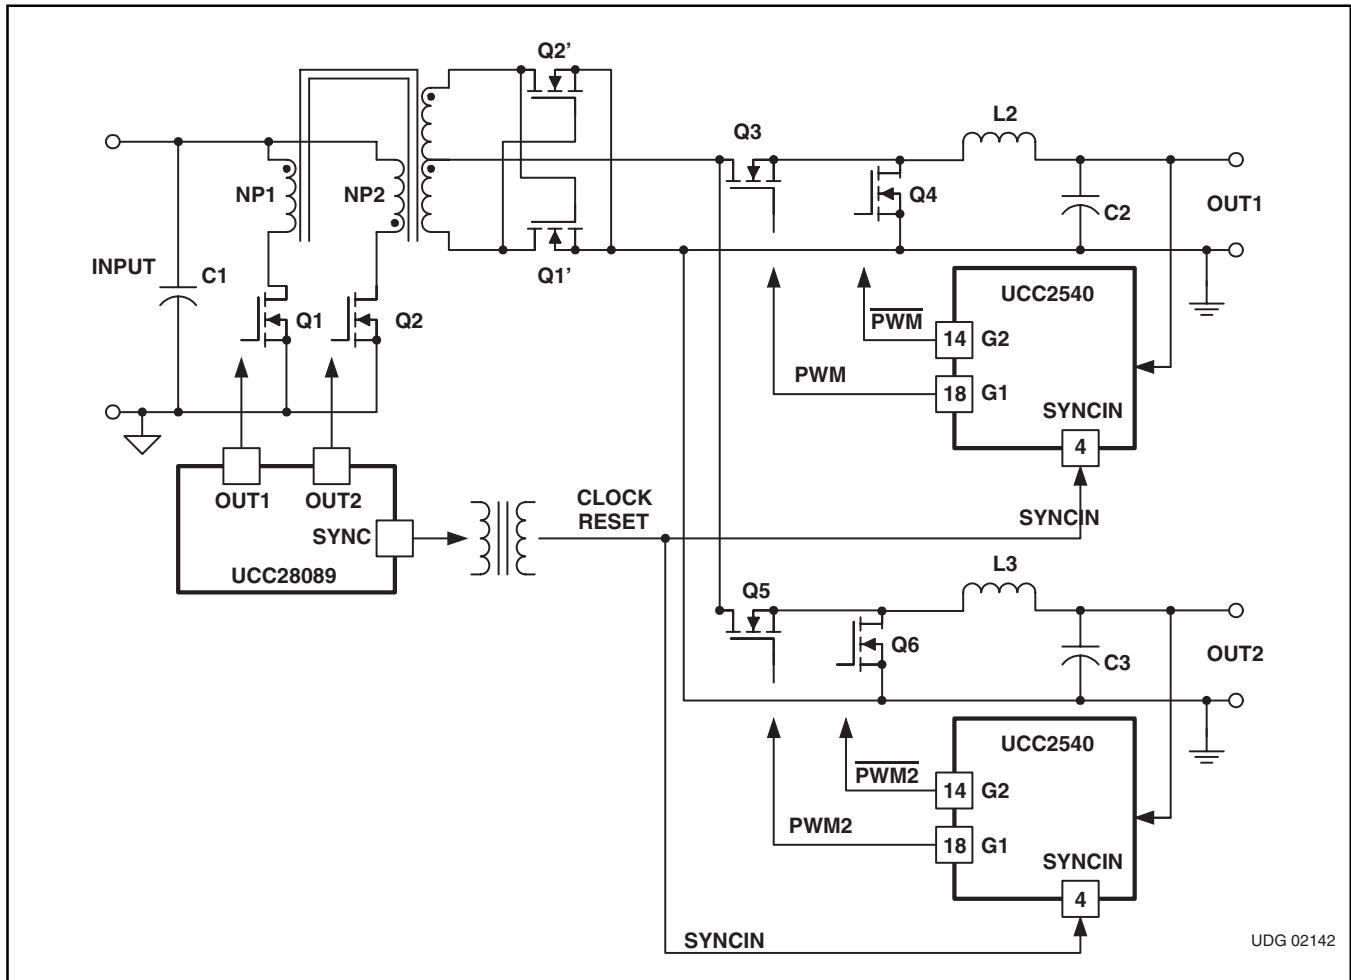 Q2'
L2
Q3
NP1
NP2
Q4
C2
OUT1
INPUT
C1
Q1'
Q1
Q2
UCC2540
PWM
14
G2
PWM
18
G1
SYNCIN
4
OUT1
OUT2
CLOCK
RESET
SYNC
SYNCIN
UCC28089
L3
Q5
Q6
C3
OUT2
UCC2540
PWM2
14
G2
PWM2
18
G1
SYNCIN
4
SYNCIN
UDG 02142